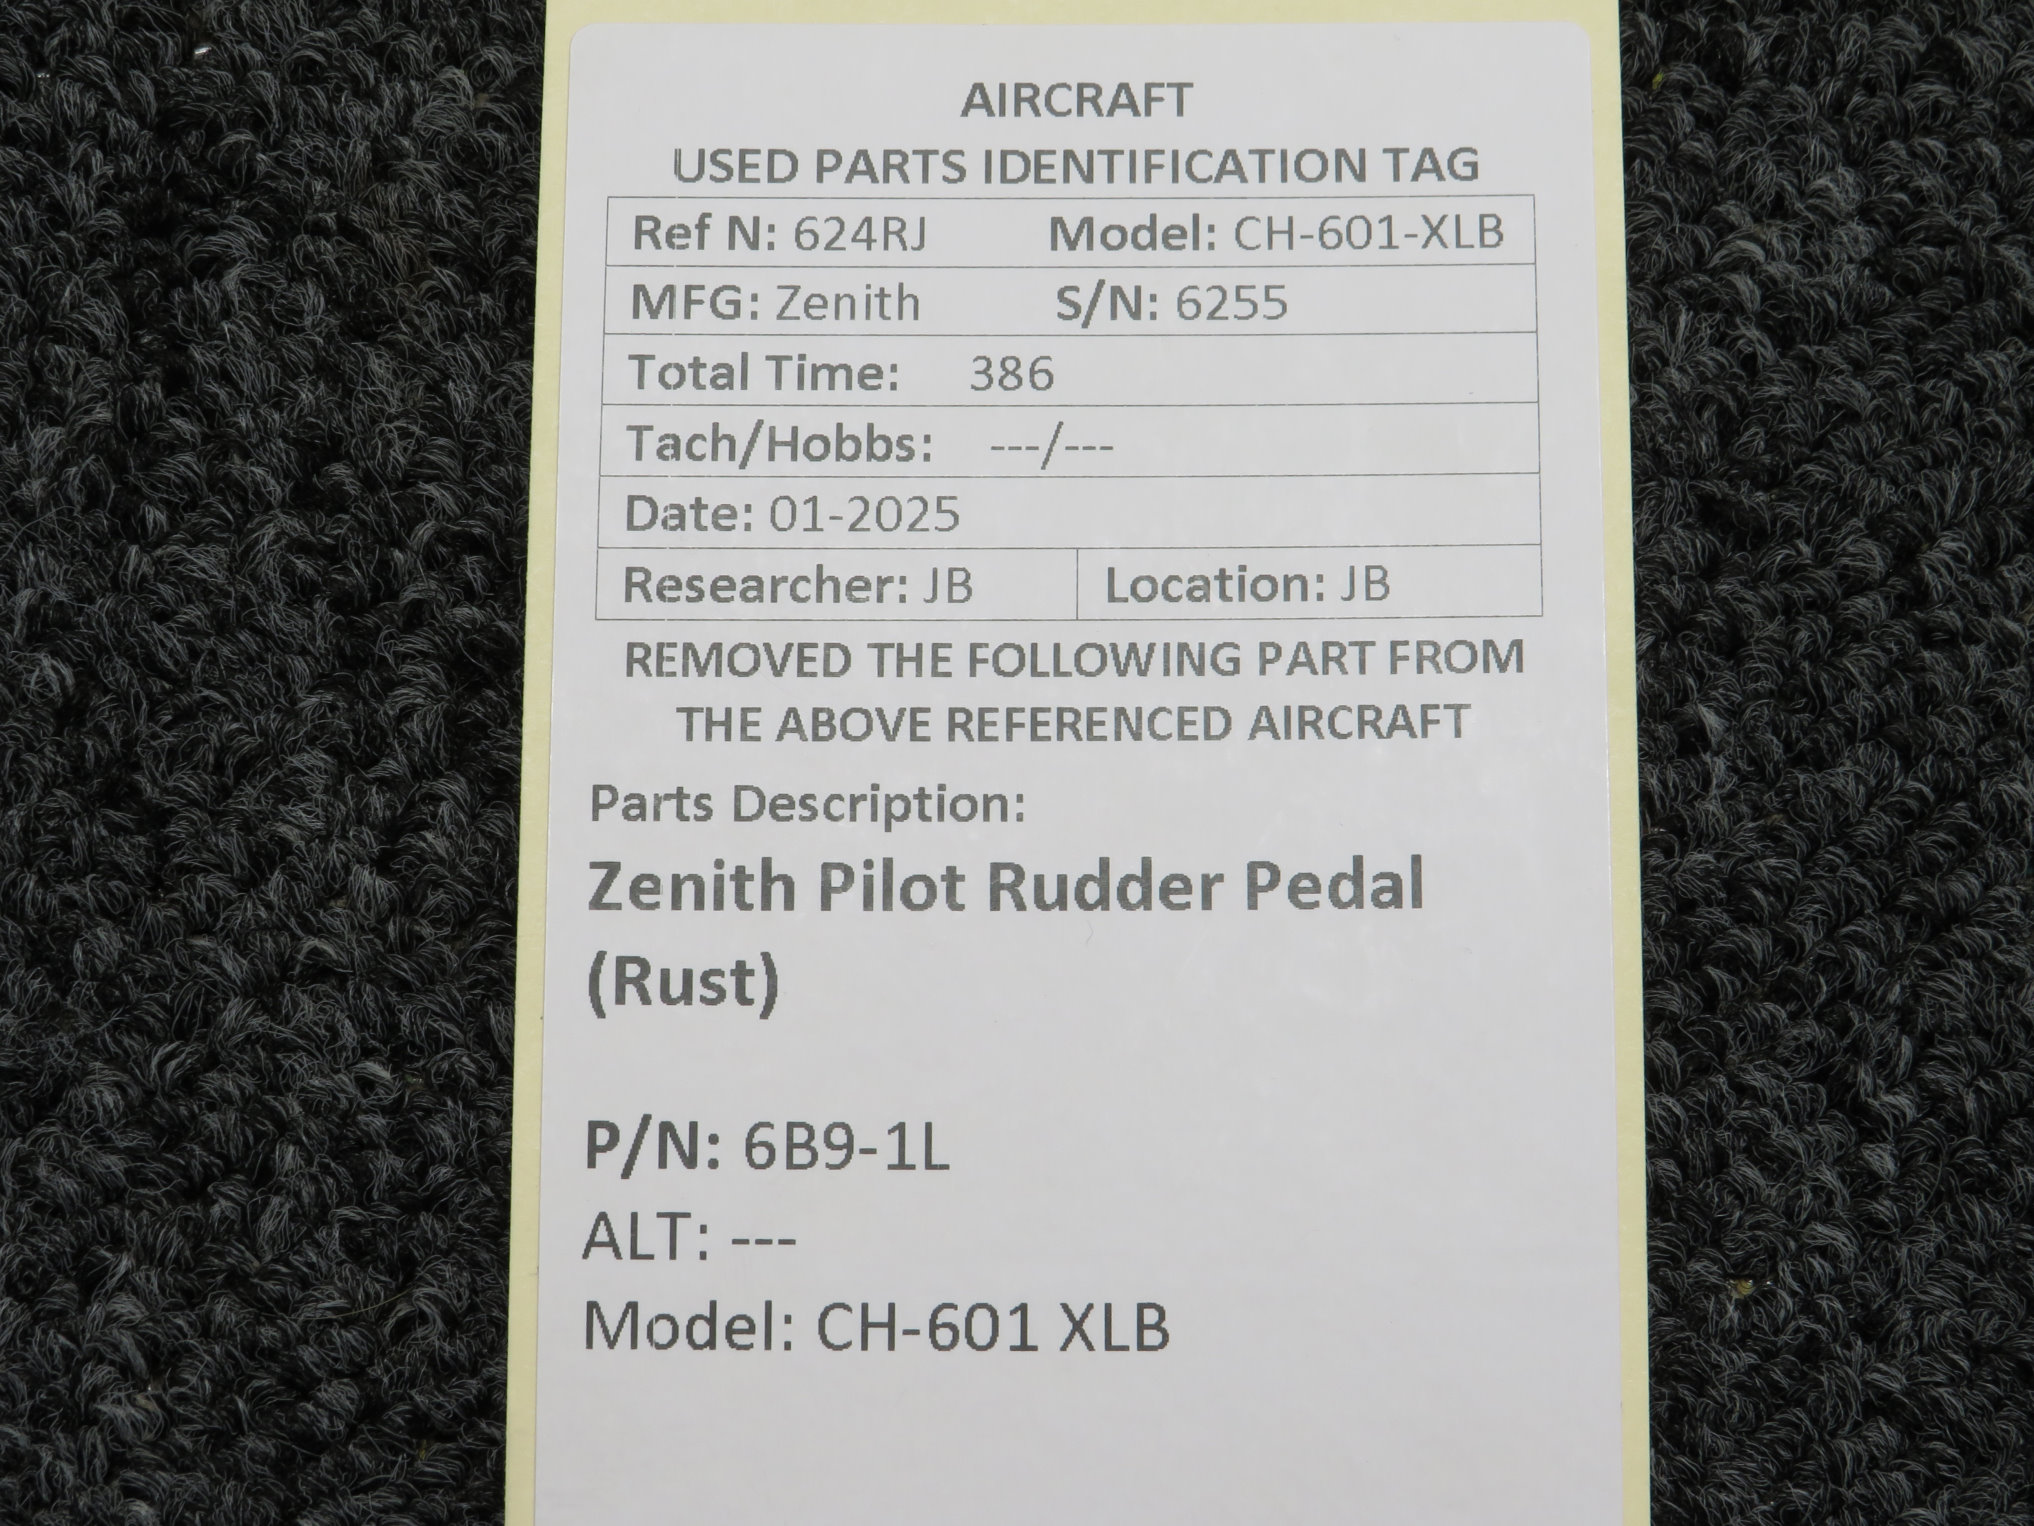 AIRCRAFT
USED PARTS IDENTIFICATION TAG
Ref N: 624RJ Model: CH-601-XLB
MFG: Zenith S/N: 6255
Total Time: 386
Tach/Hobbs: ---/---
Date: 01-2025
Researcher: JB Location: JB
REMOVED THE FOLLOWING PART FROM
THE ABOVE REFERENCED AIRCRAFT
Parts Description:
Zenith Pilot Rudder Pedal
(Rust)
P/N: 6B9-1L
ALT: ---
Model: CH-601 XLB